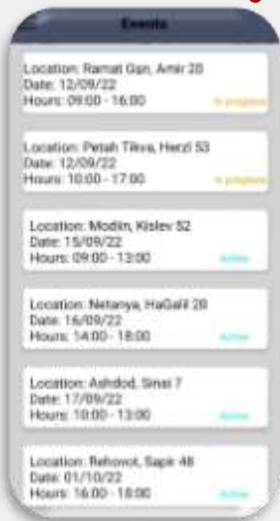 Events
Location: Ramat Gan, Amir 20
Date: 12/09/22
Hours: 09:00 - 16:00
In progress
Location: Petah Tikva, Herzl 53
Date: 12/09/22
Hours: 10:00 - 17:00
In progress
Location: Modiin, Kislev 52
Date: 15/09/22
Hours: 09:00 - 13:00
Active
Location: Netanya, HaGalil 20
Date: 16/09/22
Hours: 14:00 - 18:00
Active
Location: Ashdod, Sinai 7
Date: 17/09/22
Hours: 10:00 - 13:00
Active
Location: Rehovot, Sapir 48
Date: 01/10/22
Hours: 16:00 - 18:00
Active